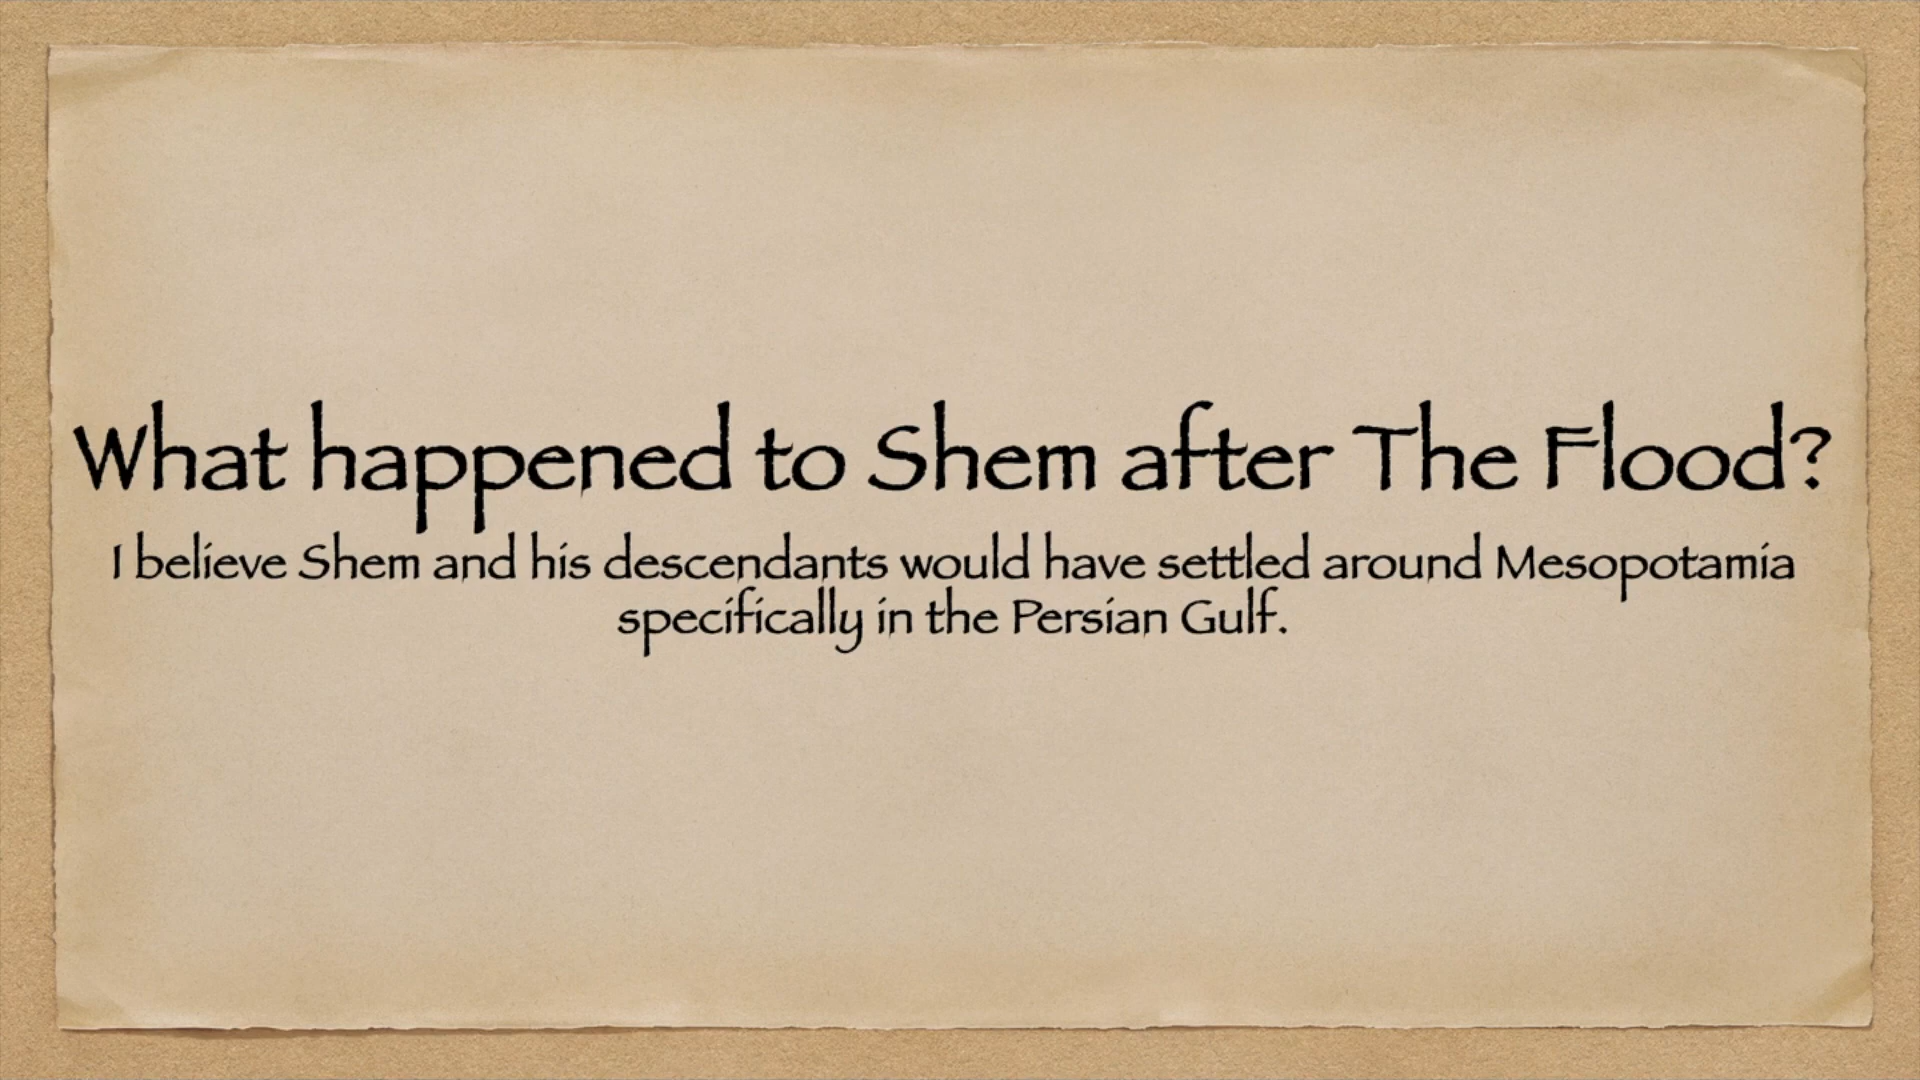 What happened to Shem after The Flood?
I believe Shem and his descendants would have settled around Mesopotamia
specifically in the Persian Gulf.